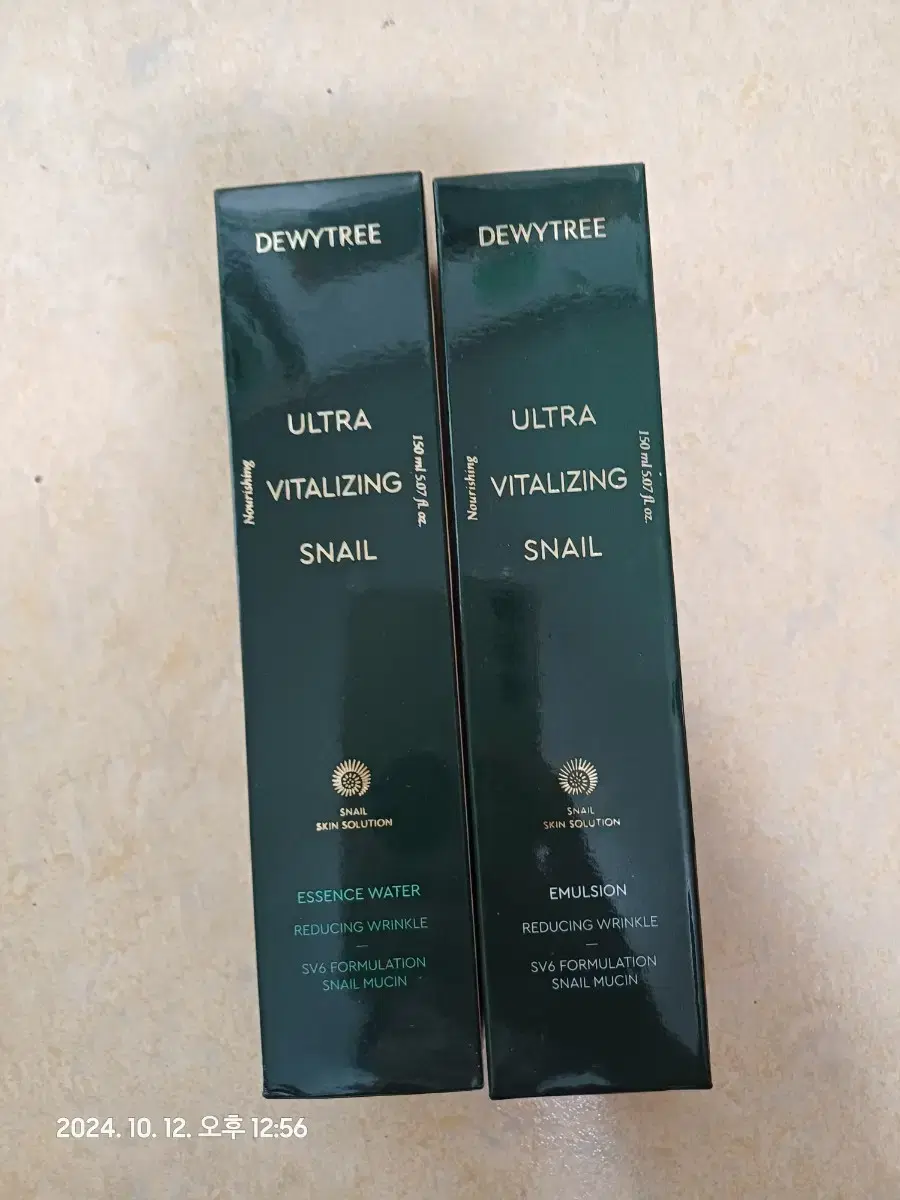 DEWYTREE
ULTRA
VITALIZING
SNAIL
Nourishing
150 ml 5.07 fl. oz.
SNAIL
SKIN SOLUTION
ESSENCE WATER
REDUCING WRINKLE
SV6 FORMULATION
SNAIL MUCIN
DEWYTREE
ULTRA
VITALIZING
SNAIL
Nourishing
150 ml 5.07 fl. oz.
SNAIL
SKIN SOLUTION
EMULSION
REDUCING WRINKLE
SV6 FORMULATION
SNAIL MUCIN
2024. 10. 12. 오후 12:56